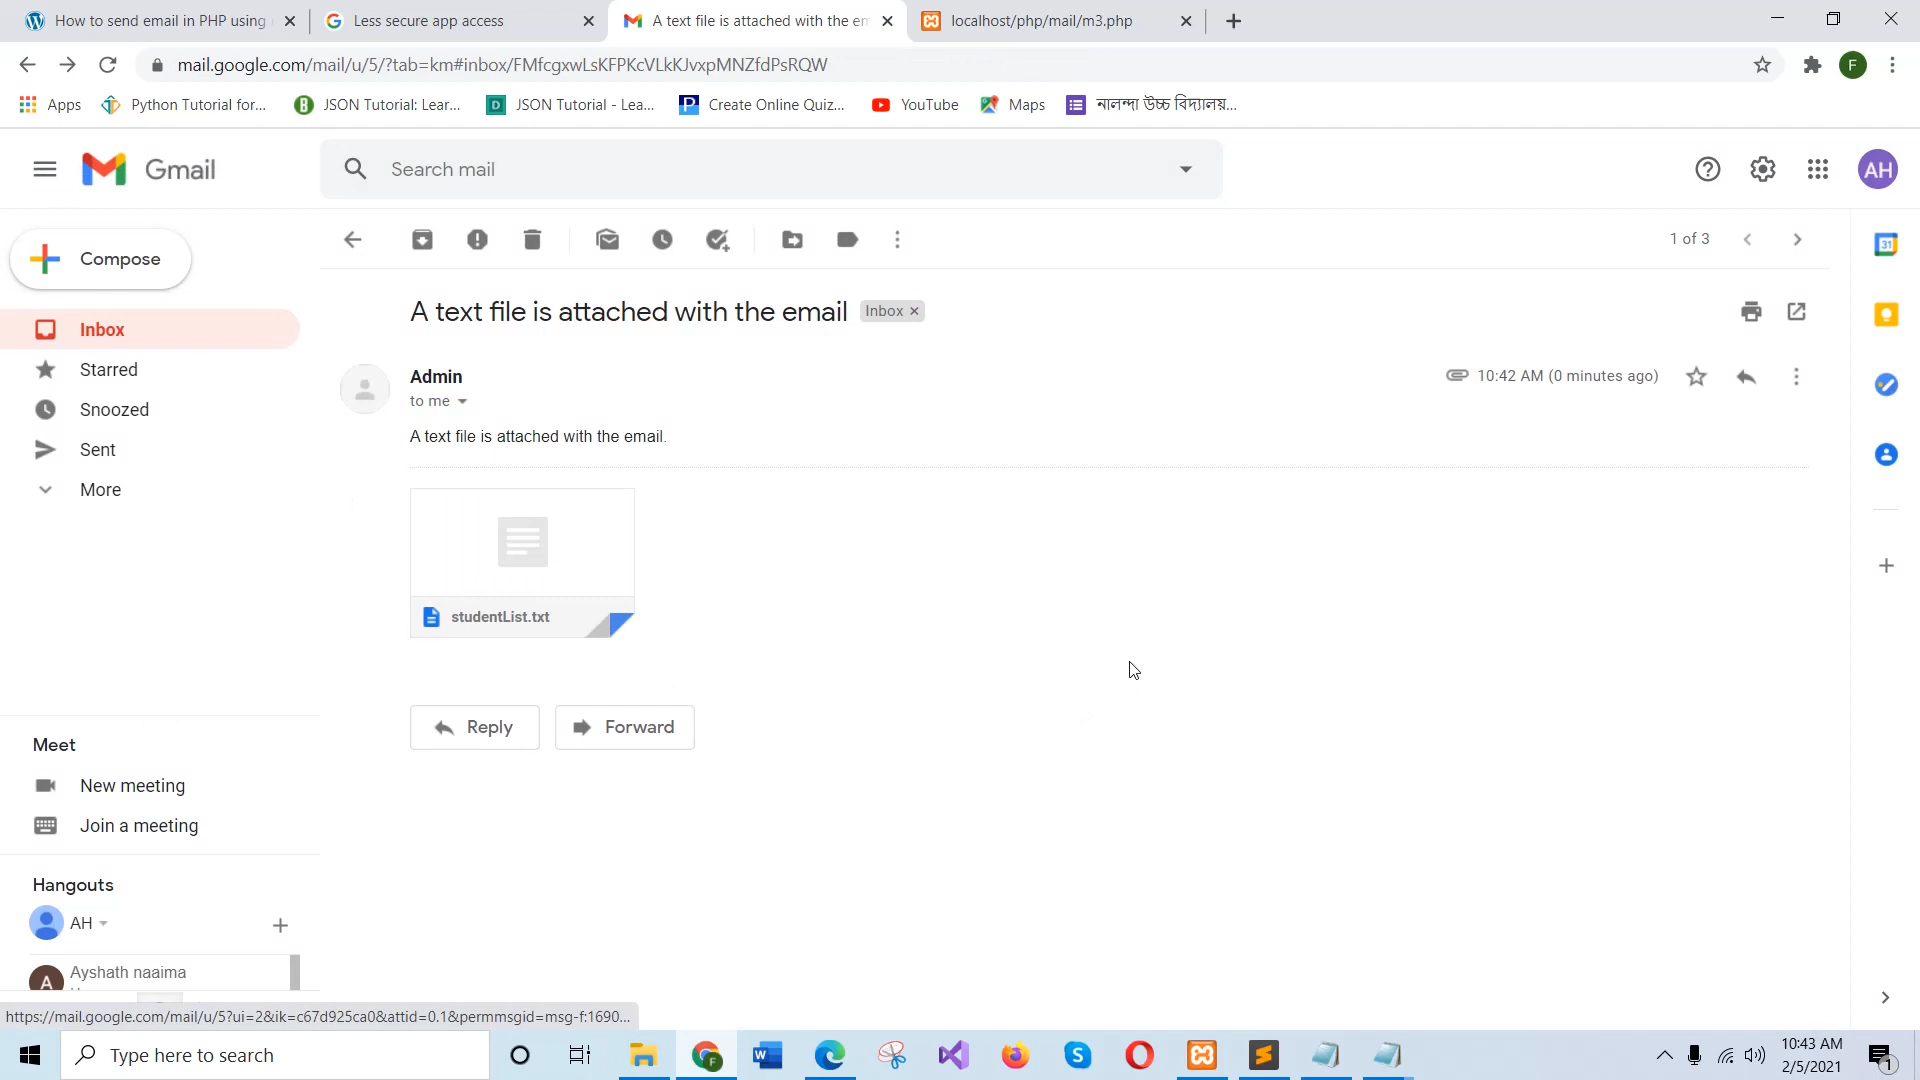 How to send email in PHP using
Less secure app access
A text file is attached with the em
localhost/php/mail/m3.php
mail.google.com/mail/u/5/?tab=km#inbox/FMfcgxwLsKFPKcVLkKJvxpMNZfdPsRQW
F
Apps
Python Tutorial for...
JSON Tutorial: Lear...
JSON Tutorial - Lea...
Create Online Quiz...
YouTube
Maps
নালন্দা উচ্চ বিদ্যালয়...
Gmail
Search mail
AH
Compose
1 of 3
31
A text file is attached with the email
Inbox ×
Inbox
Starred
Snoozed
Sent
More
Admin
to me
10:42 AM (0 minutes ago)
A text file is attached with the email.
studentList.txt
Reply
Forward
Meet
New meeting
Join a meeting
Hangouts
AH
A
Ayshath naaima
https://mail.google.com/mail/u/5?ui=2&ik=c67d925ca0&attid=0.1&permmsgid=msg-f:1690...
Type here to search
10:43 AM
2/5/2021
1